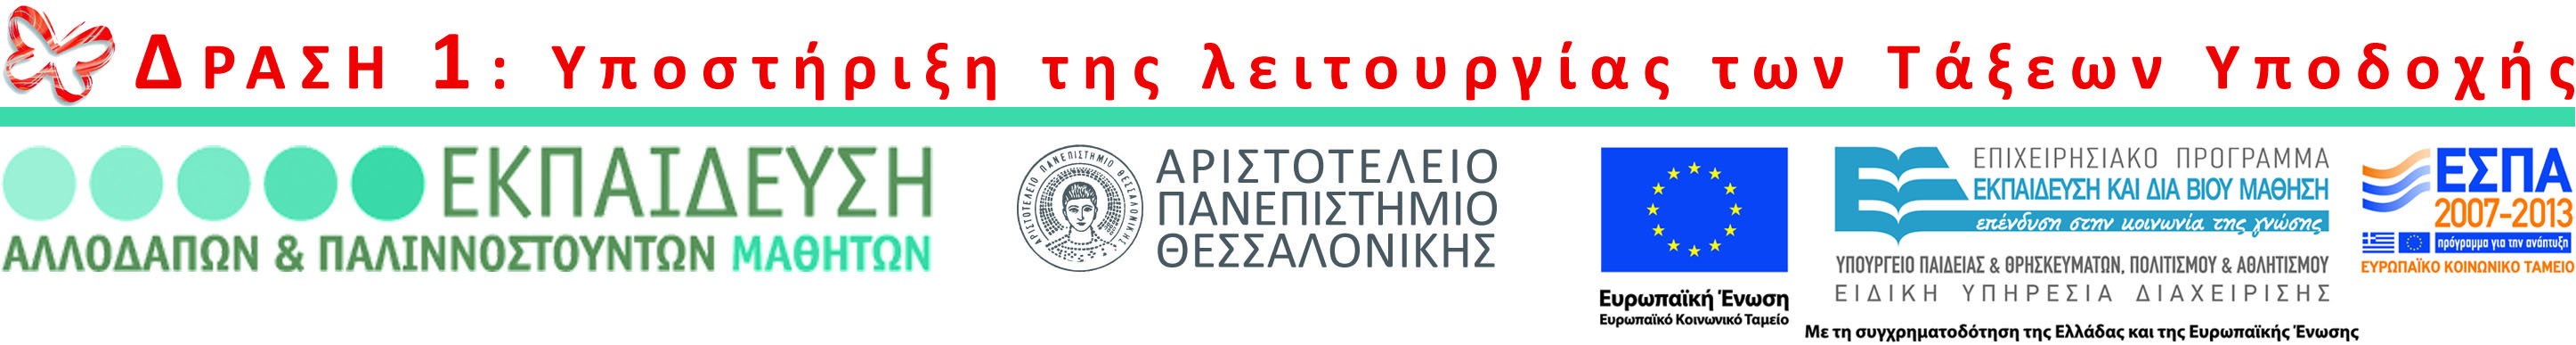 ΔΡΑΣΗ 1: Υποστήριξη της λειτουργίας των Τάξεων Υποδοχής
ΕΚΠΑΙΔΕΥΣΗ
ΑΛΛΟΔΑΠΩΝ & ΠΑΛΙΝΝΟΣΤΟΥΝΤΩΝ ΜΑΘΗΤΩΝ
ΑΡΙΣΤΟΤΕΛΕΙΟ ΠΑΝΕΠΙΣΤΗΜΙΟ ΘΕΣΣΑΛΟΝΙΚΗΣ
ΑΡΙΣΤΟΤΕΛΕΙΟ
ΠΑΝΕΠΙΣΤΗΜΙΟ
ΘΕΣΣΑΛΟΝΙΚΗΣ
Ευρωπαϊκή Ένωση
Ευρωπαϊκό Κοινωνικό Ταμείο
ΕΠΙΧΕΙΡΗΣΙΑΚΟ ΠΡΟΓΡΑΜΜΑ
ΕΚΠΑΙΔΕΥΣΗ ΚΑΙ ΔΙΑ ΒΙΟΥ ΜΑΘΗΣΗ
επένδυση στην κοινωνία της γνώσης
ΥΠΟΥΡΓΕΙΟ ΠΑΙΔΕΙΑΣ & ΘΡΗΣΚΕΥΜΑΤΩΝ, ΠΟΛΙΤΙΣΜΟΥ & ΑΘΛΗΤΙΣΜΟΥ
ΕΙΔΙΚΗ ΥΠΗΡΕΣΙΑ ΔΙΑΧΕΙΡΙΣΗΣ
ΕΣΠΑ
2007-2013
πρόγραμμα για την ανάπτυξη
ΕΥΡΩΠΑΪΚΟ ΚΟΙΝΩΝΙΚΟ ΤΑΜΕΙΟ
Με τη συγχρηματοδότηση της Ελλάδας και της Ευρωπαϊκής Ένωσης